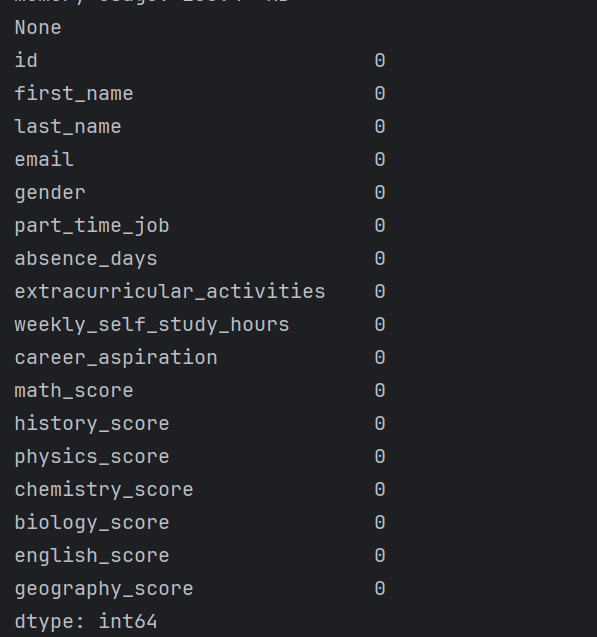 None
id 0
first_name 0
last_name 0
email 0
gender 0
part_time_job 0
absence_days 0
extracurricular_activities 0
weekly_self_study_hours 0
career_aspiration 0
math_score 0
history_score 0
physics_score 0
chemistry_score 0
biology_score 0
english_score 0
geography_score 0
dtype: int64